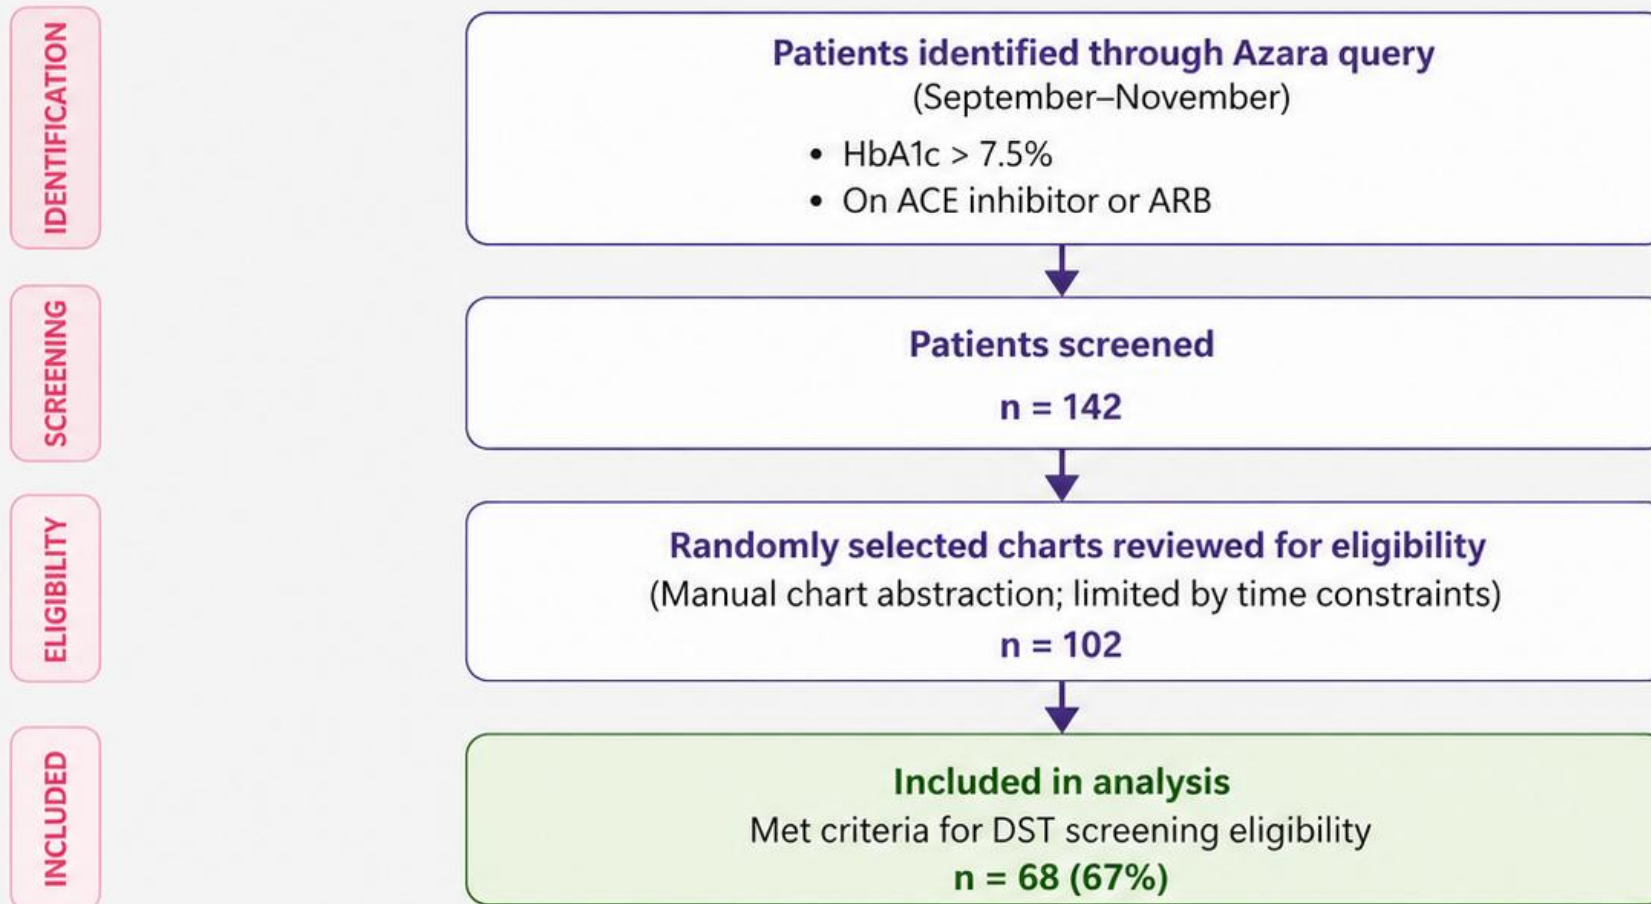 IDENTIFICATION
Patients identified through Azara query
(September–November)
• HbA1c > 7.5%
• On ACE inhibitor or ARB
SCREENING
Patients screened
n = 142
ELIGIBILITY
Randomly selected charts reviewed for eligibility
(Manual chart abstraction; limited by time constraints)
n = 102
INCLUDED
Included in analysis
Met criteria for DST screening eligibility
n = 68 (67%)